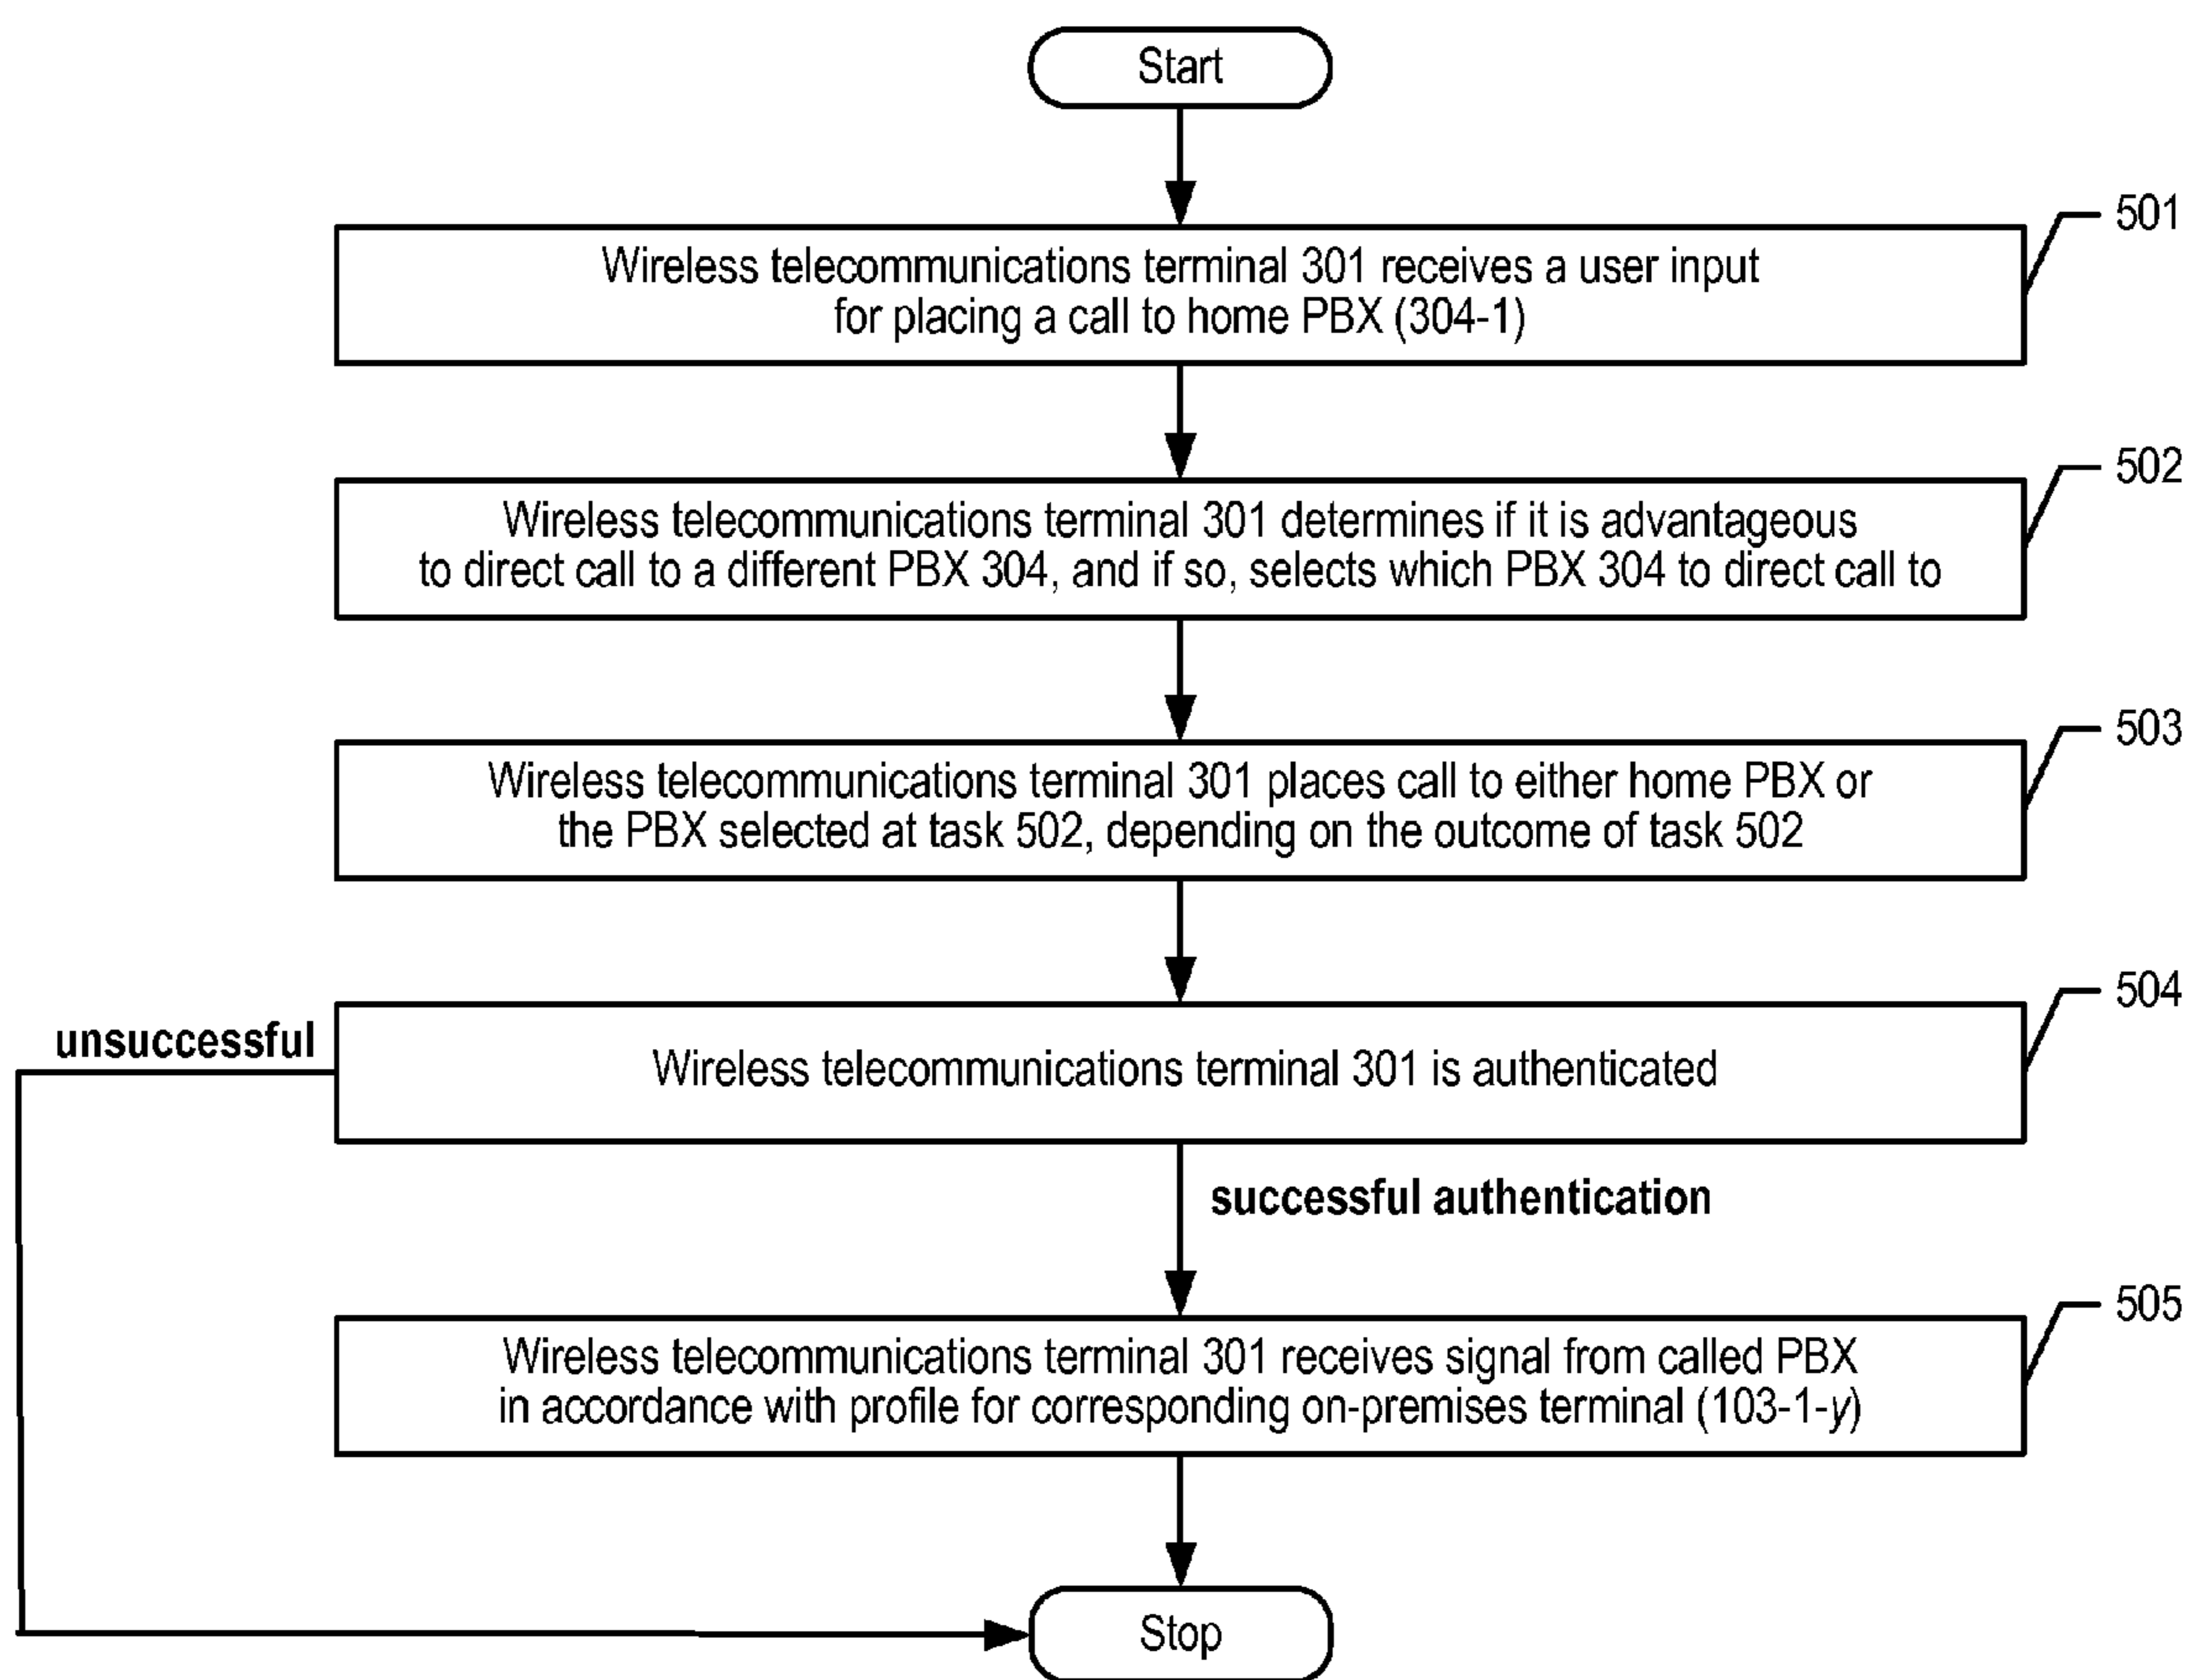 Start
501
Wireless telecommunications terminal 301 receives a user input
for placing a call to home PBX (304-1)
502
Wireless telecommunications terminal 301 determines if it is advantageous
to direct call to a different PBX 304, and if so, selects which PBX 304 to direct call to
503
Wireless telecommunications terminal 301 places call to either home PBX or
the PBX selected at task 502, depending on the outcome of task 502
504
unsuccessful
Wireless telecommunications terminal 301 is authenticated
successful authentication
505
Wireless telecommunications terminal 301 receives signal from called PBX
in accordance with profile for corresponding on-premises terminal (103-1-y)
Stop